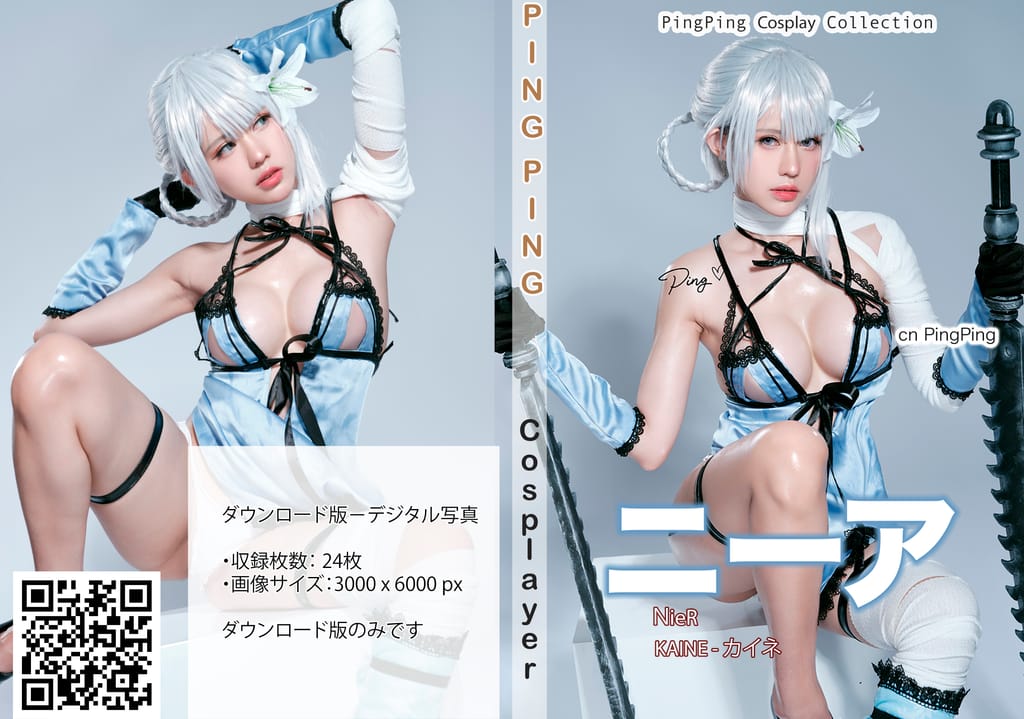 PingPing Cosplay Collection
PING PING Cosplayer
Ping
cn PingPing
ダウンロード版－デジタル写真
・収録枚数： 24枚
・画像サイズ：3000 x 6000 px
ダウンロード版のみです
ニーア
NieR
KAINE - カイネ